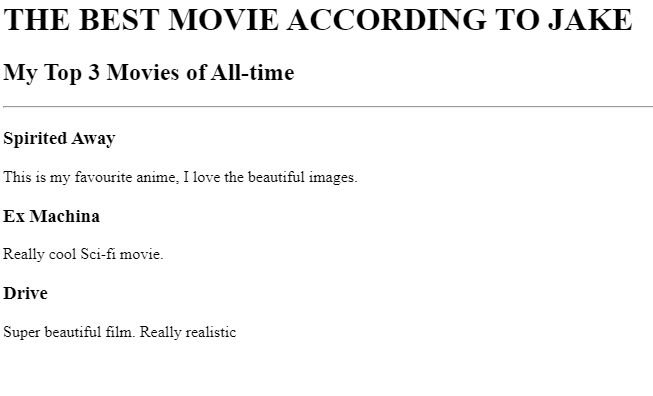 THE BEST MOVIE ACCORDING TO JAKE
My Top 3 Movies of All-time
Spirited Away
This is my favourite anime, I love the beautiful images.
Ex Machina
Really cool Sci-fi movie.
Drive
Super beautiful film. Really realistic